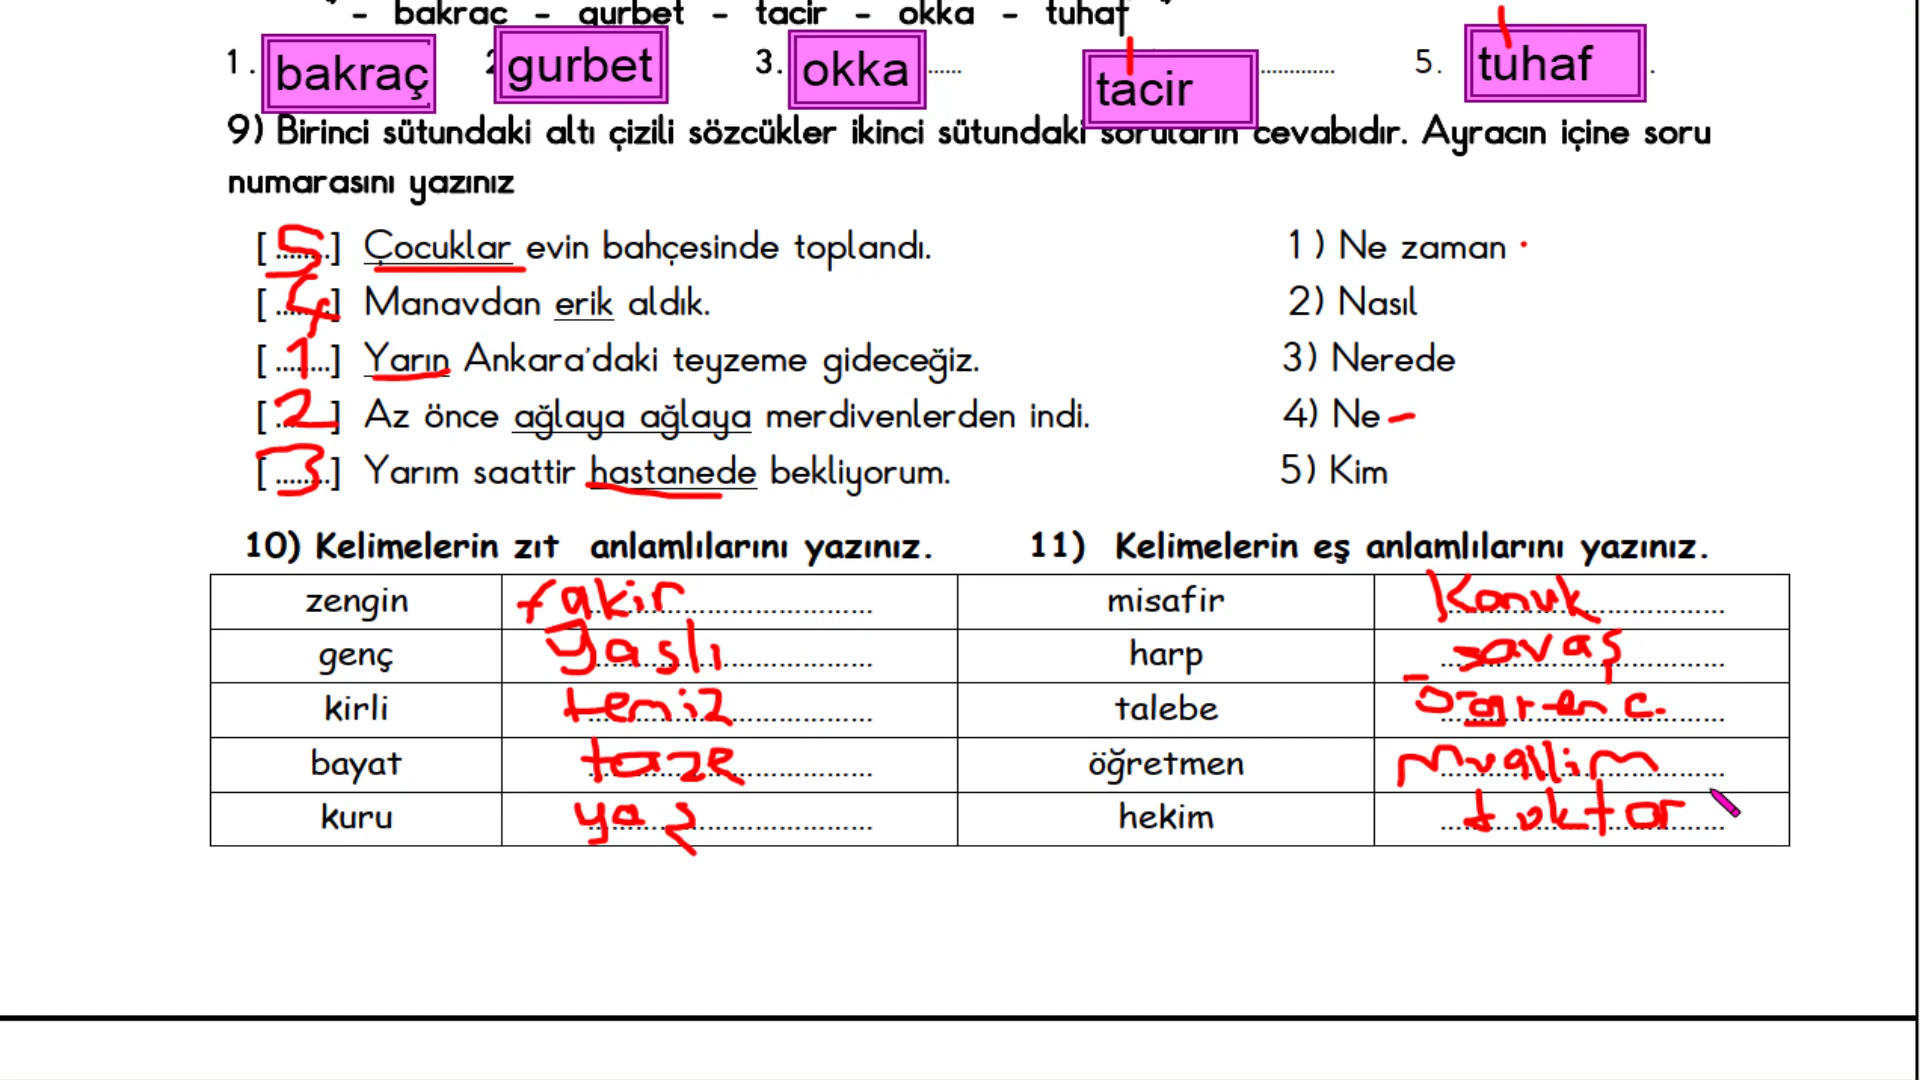 - bakraç - gurbet - tacir - okka - tuhaf
1. bakraç 2 gurbet 3. okka ...... tacir ............. 5. tuhaf .
9) Birinci sütundaki altı çizili sözcükler ikinci sütundaki soruların cevabıdır. Ayracın içine soru
numarasını yazınız
[ 5 ] Çocuklar evin bahçesinde toplandı. 1 ) Ne zaman
[ 4 ] Manavdan erik aldık. 2) Nasıl
[ 1 ] Yarın Ankara'daki teyzeme gideceğiz. 3) Nerede
[ 2 ] Az önce ağlaya ağlaya merdivenlerden indi. 4) Ne
[ 3 ] Yarım saattir hastanede bekliyorum. 5) Kim
10) Kelimelerin zıt anlamlılarını yazınız. 11) Kelimelerin eş anlamlılarını yazınız.
zengin fakir misafir Konuk
genç yaşlı harp savaş
kirli temiz talebe öğrenci
bayat taze öğretmen muallim
kuru yaş hekim doktor